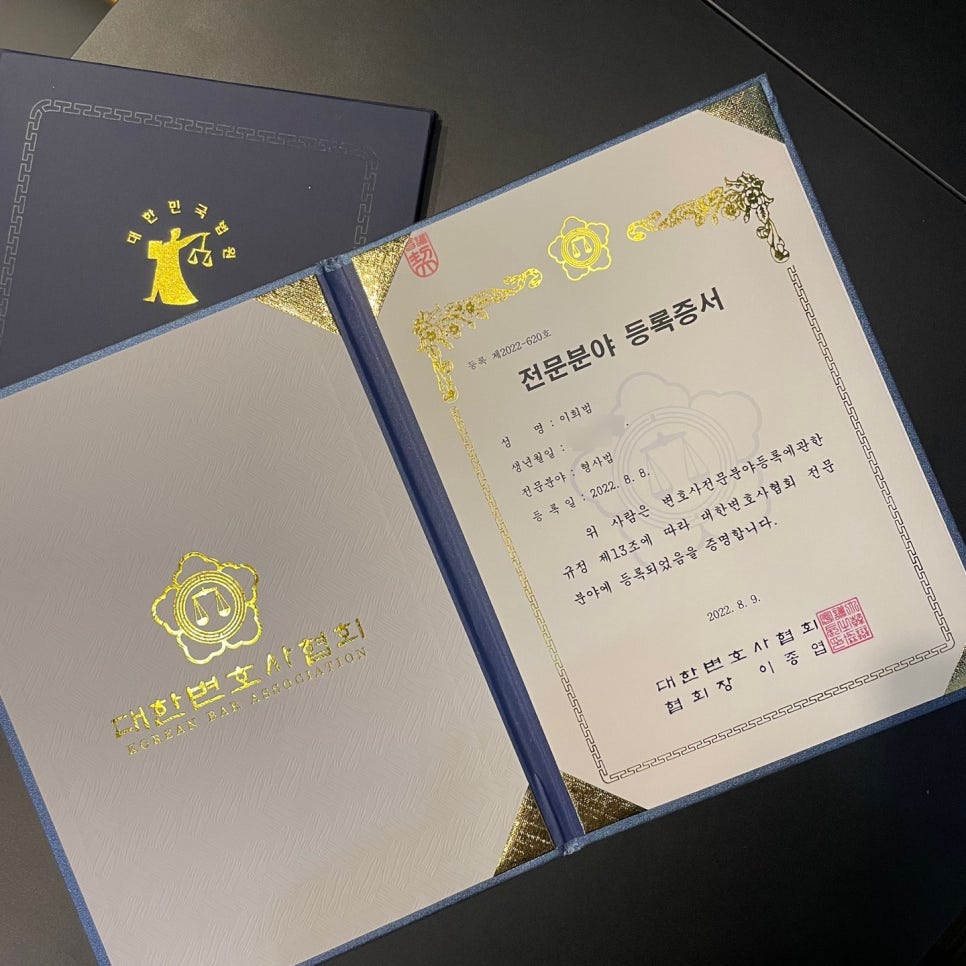 대한민국법원
대한변호사협회
KOREAN BAR ASSOCIATION
등록 제2022-620호
전문분야 등록증서
성 명 : 이희범
생년월일 :
전문분야 : 형사법
등 록 일 : 2022. 8. 8.
위 사람은 변호사전문분야등록에관한
규정 제13조에 따라 대한변호사협회 전문
분야에 등록되었음을 증명합니다.
2022. 8. 9.
대한변호사협회
협회장 이종엽